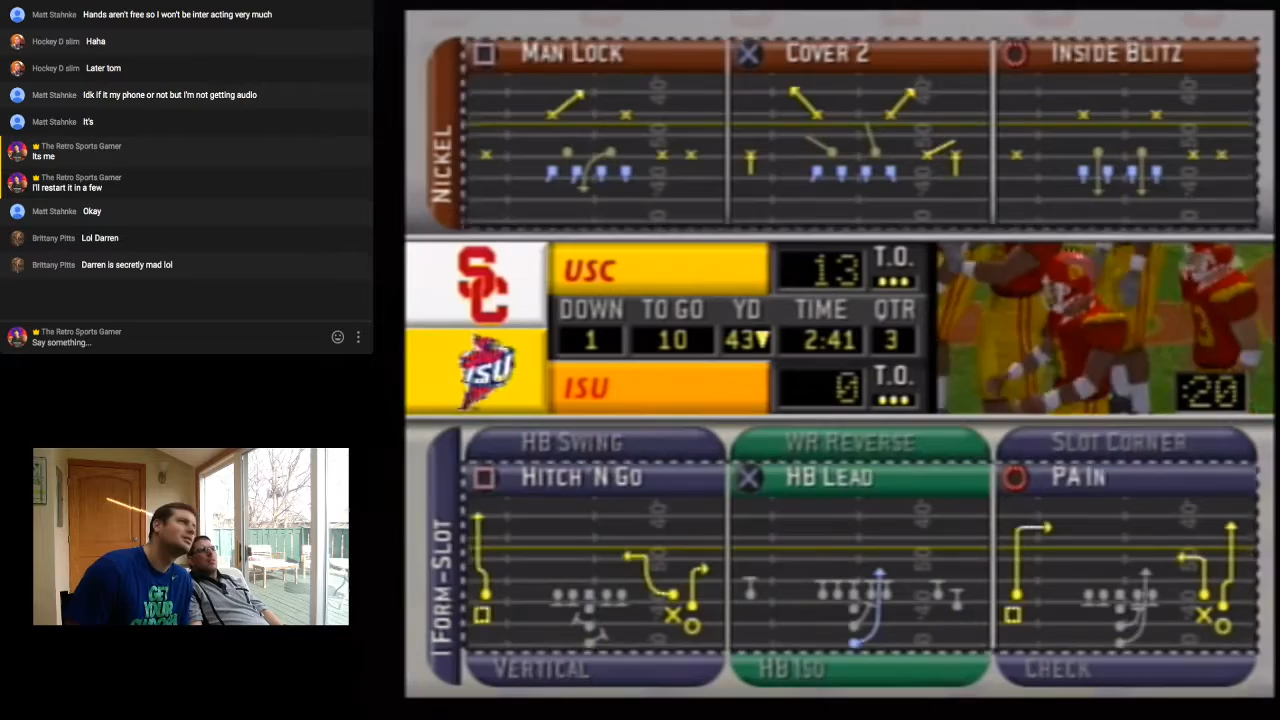 Matt Stahnke Hands aren't free so I won't be inter acting very much
Hockey D slim Haha
Hockey D slim Later tom
Matt Stahnke Idk if it my phone or not but I'm not getting audio
Matt Stahnke It's
The Retro Sports Gamer
Its me
The Retro Sports Gamer
I'll restart it in a few
Matt Stahnke Okay
Brittany Pitts Lol Darren
Brittany Pitts Darren is secretly mad lol
The Retro Sports Gamer
Say something...
NICKEL
MAN LOCK
COVER 2
INSIDE BLITZ
SC
USC 13 T.O.
DOWN TO GO YD TIME QTR
1 10 43 2:41 3
ISU
ISU 0 T.O.
:20
I FORM-SLOT
HB SWING
WR REVERSE
SLOT CORNER
HITCH 'N GO
HB LEAD
PA IN
VERTICAL
HB ISO
CHECK
GET
YOUR